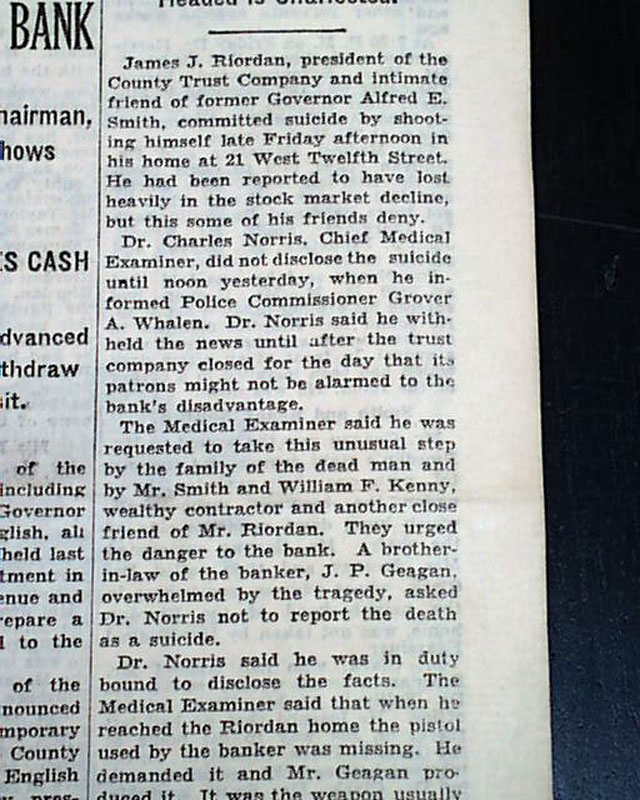 BANK
hairman,
hows
ES CASH
dvanced
thdraw
it.
of the
including
Governor
glish, all
held last
tment in
enue and
repare a
l to the
of the
nounced
mporary
County
English
James J. Riordan, president of the
County Trust Company and intimate
friend of former Governor Alfred E.
Smith, committed suicide by shoot-
ing himself late Friday afternoon in
his home at 21 West Twelfth Street.
He had been reported to have lost
heavily in the stock market decline,
but this some of his friends deny.
Dr. Charles Norris, Chief Medical
Examiner, did not disclose the suicide
until noon yesterday, when he in-
formed Police Commissioner Grover
A. Whalen. Dr. Norris said he with-
held the news until after the trust
company closed for the day that its
patrons might not be alarmed to the
bank's disadvantage.
The Medical Examiner said he was
requested to take this unusual step
by the family of the dead man and
by Mr. Smith and William F. Kenny,
wealthy contractor and another close
friend of Mr. Riordan. They urged
the danger to the bank. A brother-
in-law of the banker, J. P. Geagan,
overwhelmed by the tragedy, asked
Dr. Norris not to report the death
as a suicide.
Dr. Norris said he was in duty
bound to disclose the facts. The
Medical Examiner said that when he
reached the Riordan home the pistol
used by the banker was missing. He
demanded it and Mr. Geagan pro-
duced it. It was the weapon usually